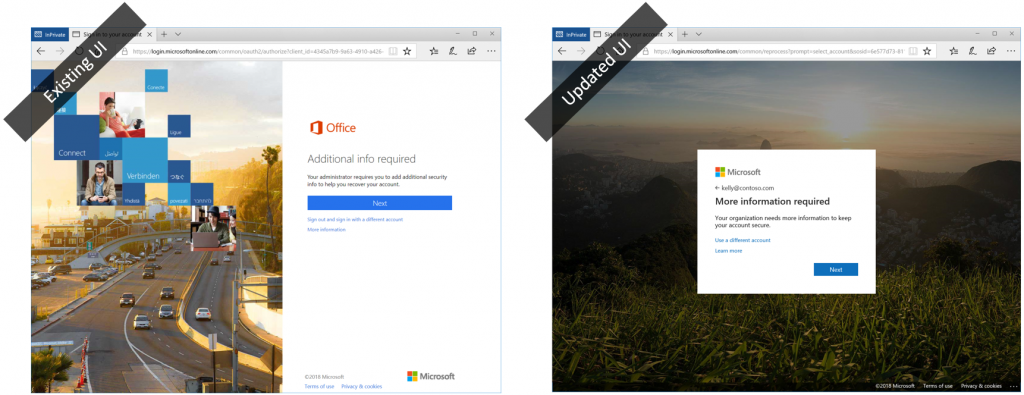 Existing UI
InPrivate
Sign in to your account
https://login.microsoftonline.com/common/oauth2/authorize?client_id=4345a7b9-9a63-4910-a426-
Conecte
Ligue
Connect
تواصل
Verbinden
つなぐ
Připojte
Office
Additional info required
Your administrator requires you to add additional security
info to help you recover your account.
Next
Sign out and sign in with a different account
More information
©2018 Microsoft
Terms of use Privacy & cookies
Microsoft
Updated UI
InPrivate
Sign in to your account
https://login.microsoftonline.com/common/reprocess?prompt=select_account&sosid=6e577d73-81
Microsoft
← kelly@contoso.com
More information required
Your organization needs more information to keep
your account secure.
Use a different account
Learn more
Next
©2018 Microsoft Terms of use Privacy & cookies ...